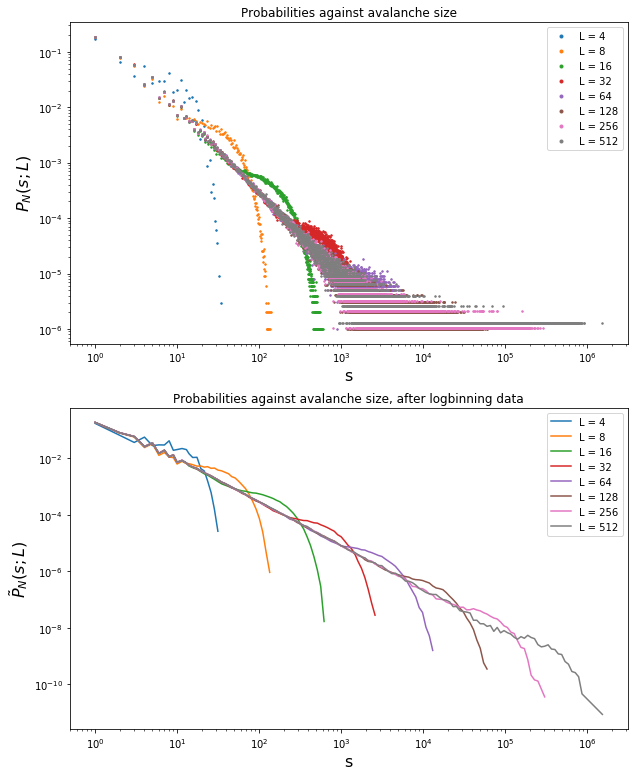 Probabilities against avalanche size
P_N(s; L)
10^-1
10^-2
10^-3
10^-4
10^-5
10^-6
L = 4
L = 8
L = 16
L = 32
L = 64
L = 128
L = 256
L = 512
10^0
10^1
10^2
10^3
10^4
10^5
10^6
s
Probabilities against avalanche size, after logbinning data
P̃_N(s; L)
10^-2
10^-4
10^-6
10^-8
10^-10
L = 4
L = 8
L = 16
L = 32
L = 64
L = 128
L = 256
L = 512
10^0
10^1
10^2
10^3
10^4
10^5
10^6
s